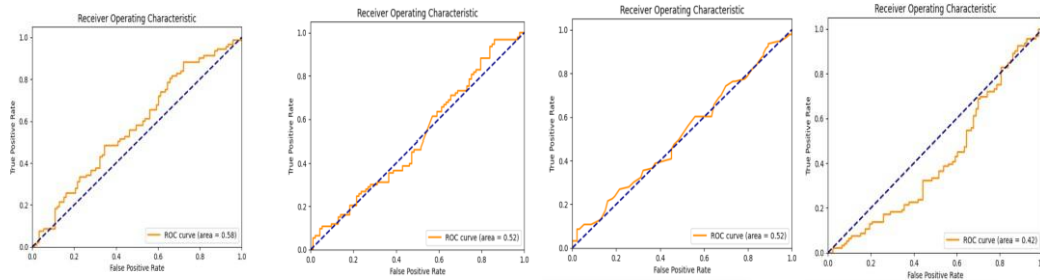 Receiver Operating Characteristic
1.0
0.8
0.6
0.4
0.2
0.0
True Positive Rate
ROC curve (area = 0.58)
0.0 0.2 0.4 0.6 0.8 1.0
False Positive Rate
Receiver Operating Characteristic
1.0
0.8
0.6
0.4
0.2
0.0
True Positive Rate
ROC curve (area = 0.52)
0.0 0.2 0.4 0.6 0.8 1.0
False Positive Rate
Receiver Operating Characteristic
1.0
0.8
0.6
0.4
0.2
0.0
True Positive Rate
ROC curve (area = 0.52)
0.0 0.2 0.4 0.6 0.8 1.0
False Positive Rate
Receiver Operating Characteristic
1.0
0.8
0.6
0.4
0.2
0.0
True Positive Rate
ROC curve (area = 0.42)
0.0 0.2 0.4 0.6 0.8 1.0
False Positive Rate